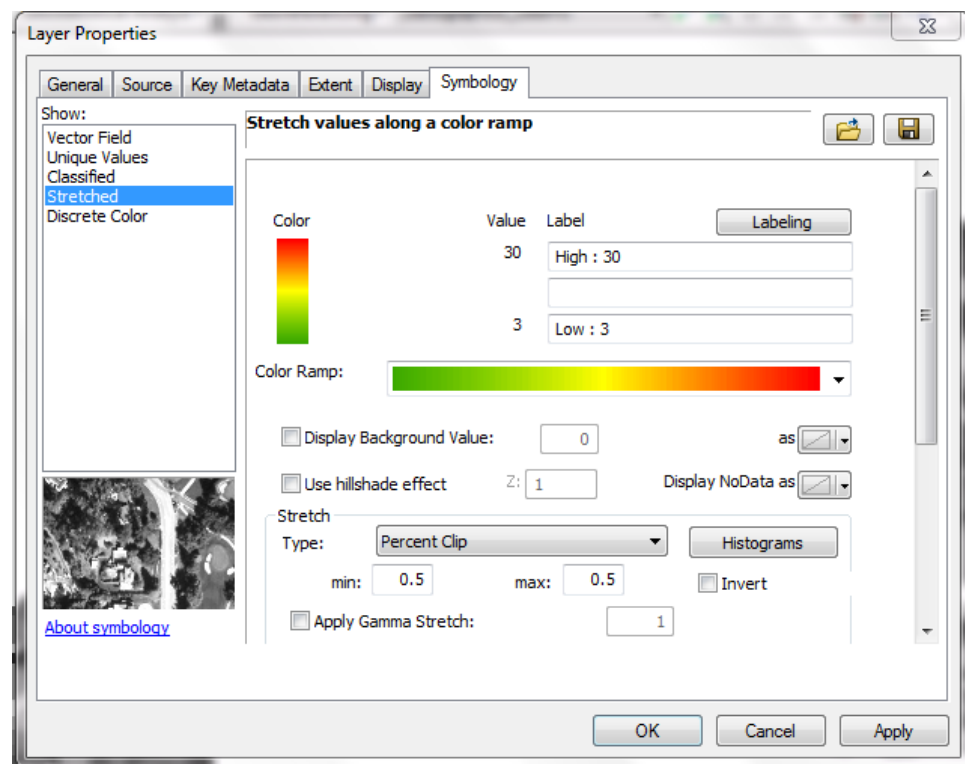 Layer Properties
General Source Key Metadata Extent Display Symbology
Show:
Vector Field
Unique Values
Classified
Stretched
Discrete Color
About symbology
Stretch values along a color ramp
Color Value Label Labeling
30 High : 30
3 Low : 3
Color Ramp:
Display Background Value: 0 as
Use hillshade effect Z: 1 Display NoData as
Stretch
Type: Percent Clip Histograms
min: 0.5 max: 0.5 Invert
Apply Gamma Stretch: 1
OK Cancel Apply